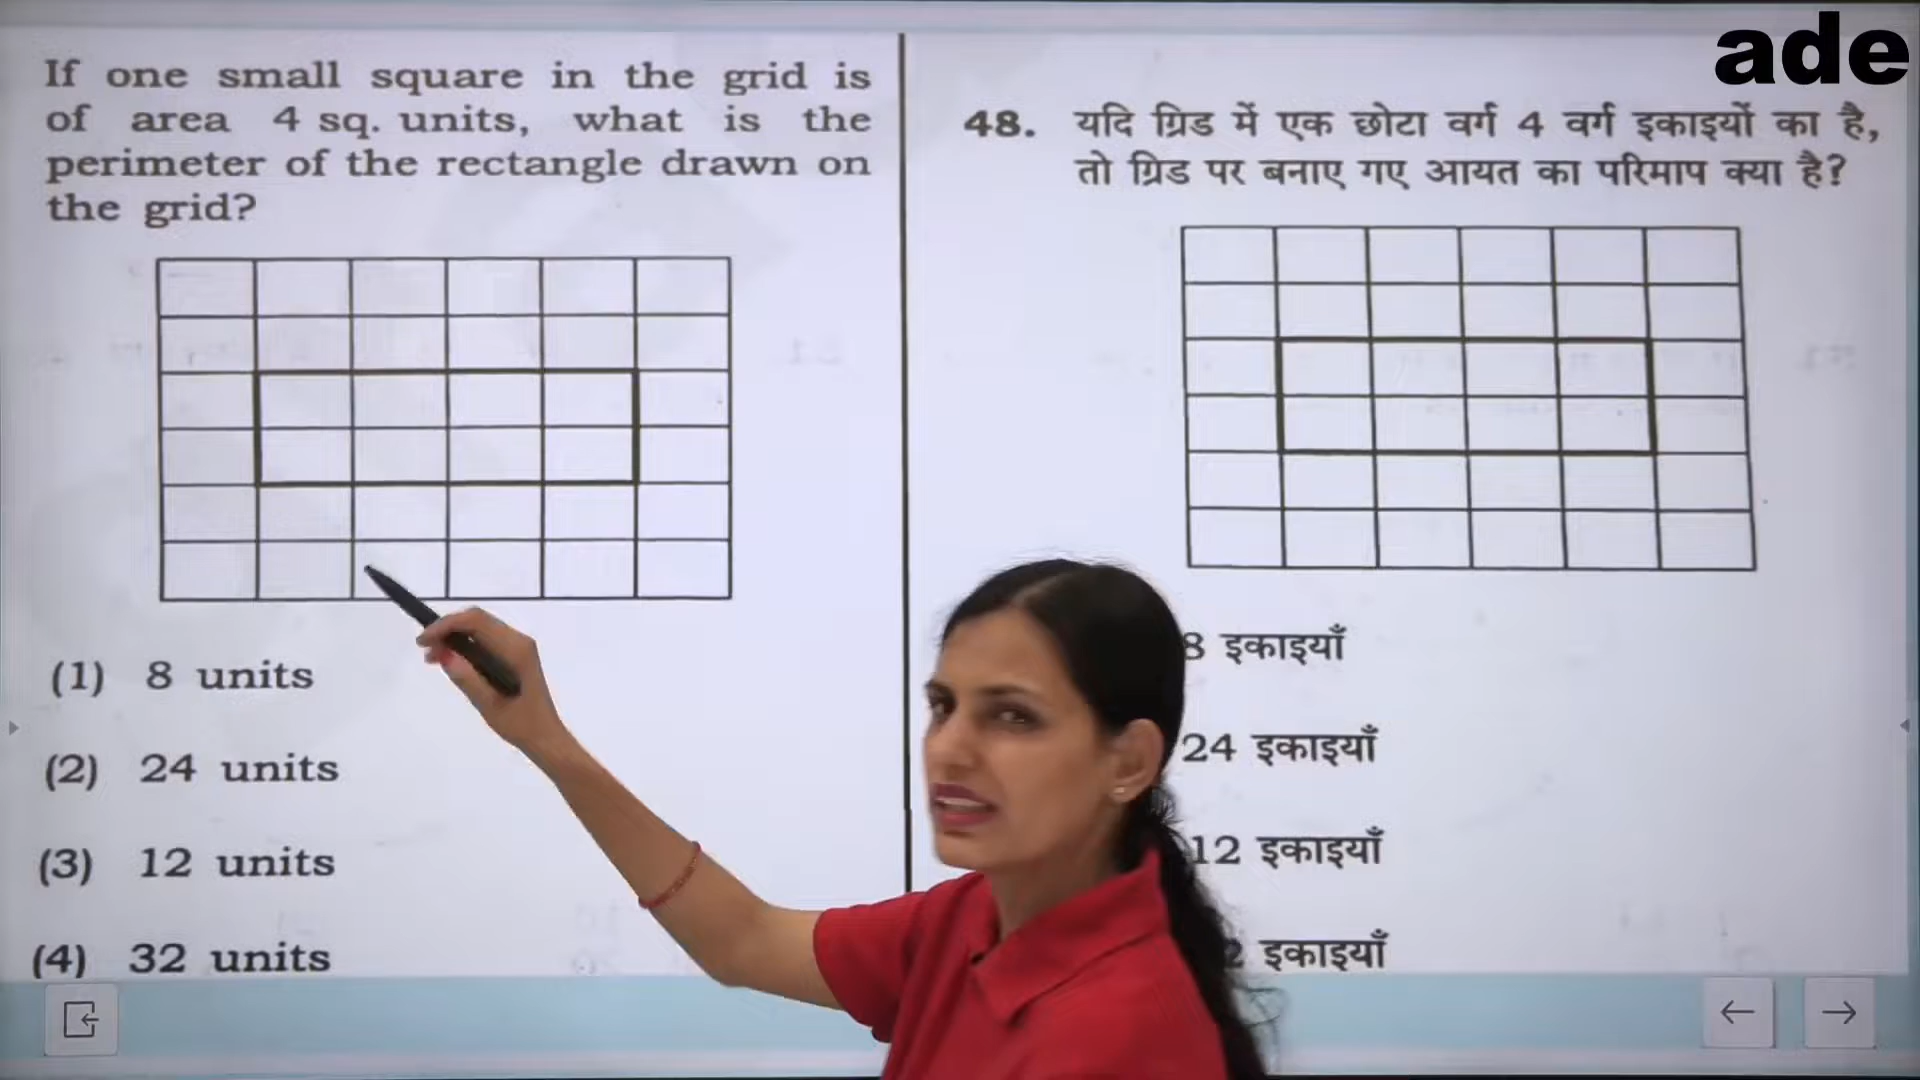 ade
If one small square in the grid is
of area 4 sq. units, what is the
perimeter of the rectangle drawn on
the grid?
(1) 8 units
(2) 24 units
(3) 12 units
(4) 32 units
48. यदि ग्रिड में एक छोटा वर्ग 4 वर्ग इकाइयों का है,
तो ग्रिड पर बनाए गए आयत का परिमाप क्या है?
8 इकाइयाँ
24 इकाइयाँ
12 इकाइयाँ
2 इकाइयाँ